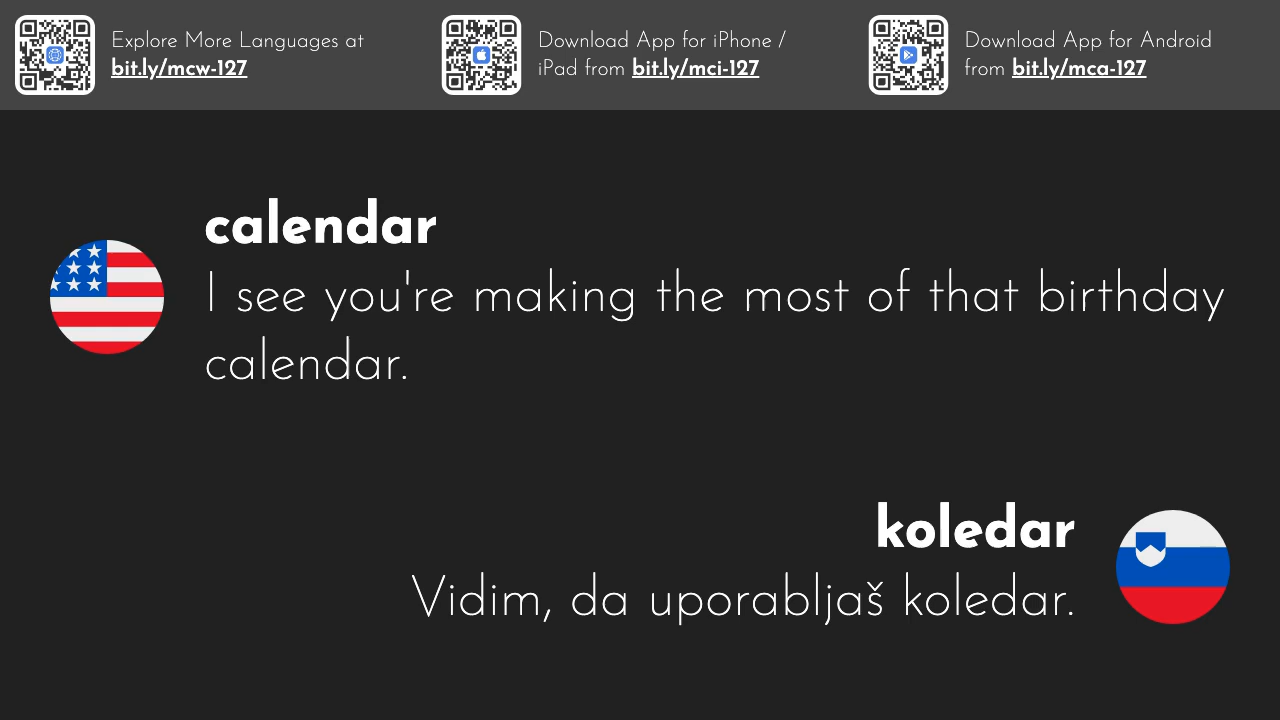 Explore More Languages at
bit.ly/mcw-127
Download App for iPhone /
iPad from bit.ly/mci-127
Download App for Android
from bit.ly/mca-127
calendar
I see you're making the most of that birthday
calendar.
koledar
Vidim, da uporabljaš koledar.